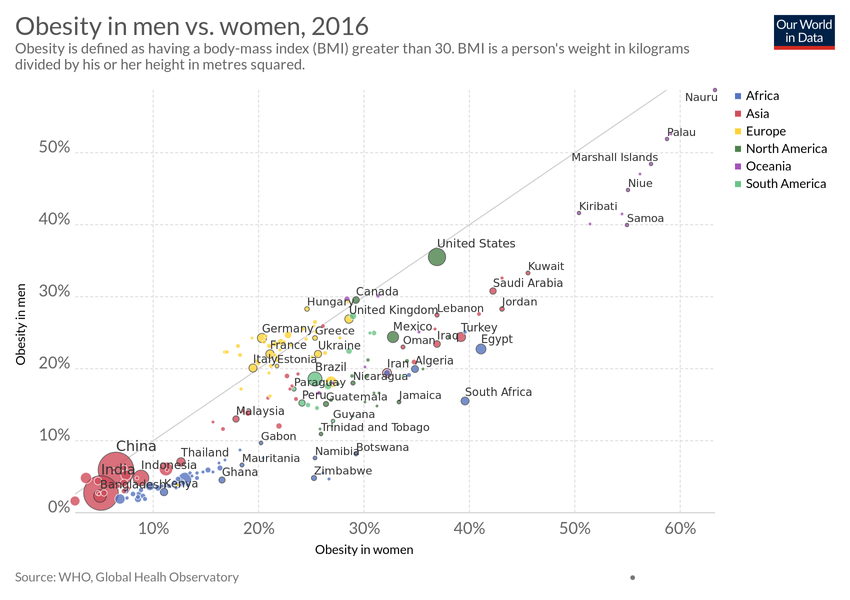 Obesity in men vs. women, 2016
Obesity is defined as having a body-mass index (BMI) greater than 30. BMI is a person's weight in kilograms
divided by his or her height in metres squared.
Our World
in Data
Africa
Asia
Europe
North America
Oceania
South America
Obesity in men
50%
40%
30%
20%
10%
0%
Nauru
Palau
Marshall Islands
Niue
Kiribati
Samoa
United States
Kuwait
Saudi Arabia
Canada
Hungary
Jordan
United Kingdom
Lebanon
Germany
Greece
Mexico
Turkey
Iraq
Oman
Egypt
France
Ukraine
Italy
Estonia
Brazil
Iran
Algeria
Nicaragua
Paraguay
Peru
Guatemala
Jamaica
South Africa
Malaysia
Guyana
Trinidad and Tobago
Gabon
China
Thailand
Namibia
Botswana
Mauritania
India
Indonesia
Ghana
Zimbabwe
Bangladesh
Kenya
10%
20%
30%
40%
50%
60%
Obesity in women
Source: WHO, Global Healh Observatory